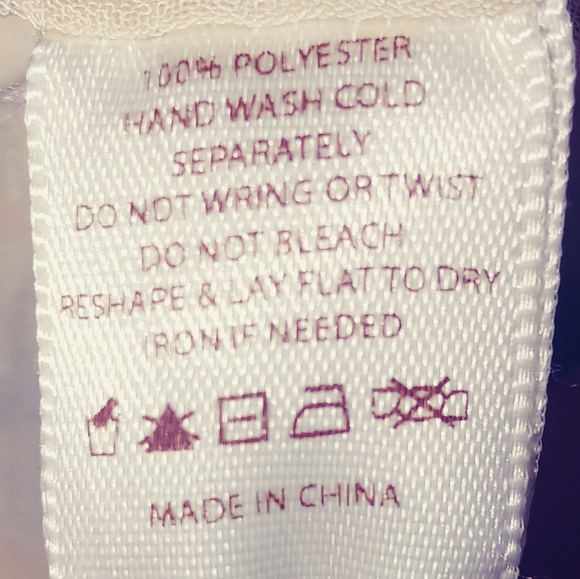 100% POLYESTER
HAND WASH COLD
SEPARATELY
DO NOT WRING OR TWIST
DO NOT BLEACH
RESHAPE & LAY FLAT TO DRY
IRON IF NEEDED
MADE IN CHINA